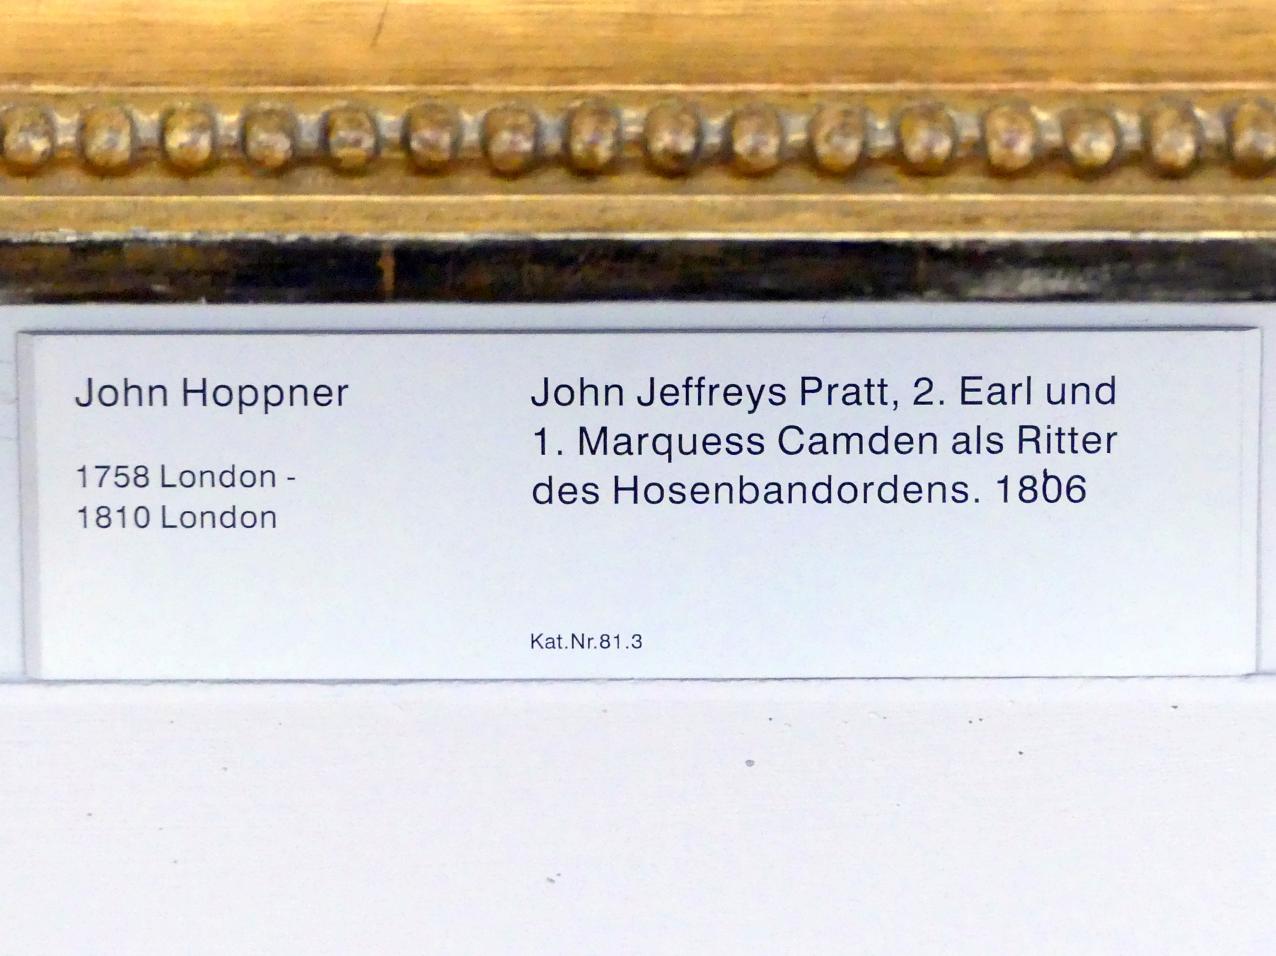 John Hoppner
1758 London -
1810 London
John Jeffreys Pratt, 2. Earl und
1. Marquess Camden als Ritter
des Hosenbandordens. 1806
Kat.Nr.81.3